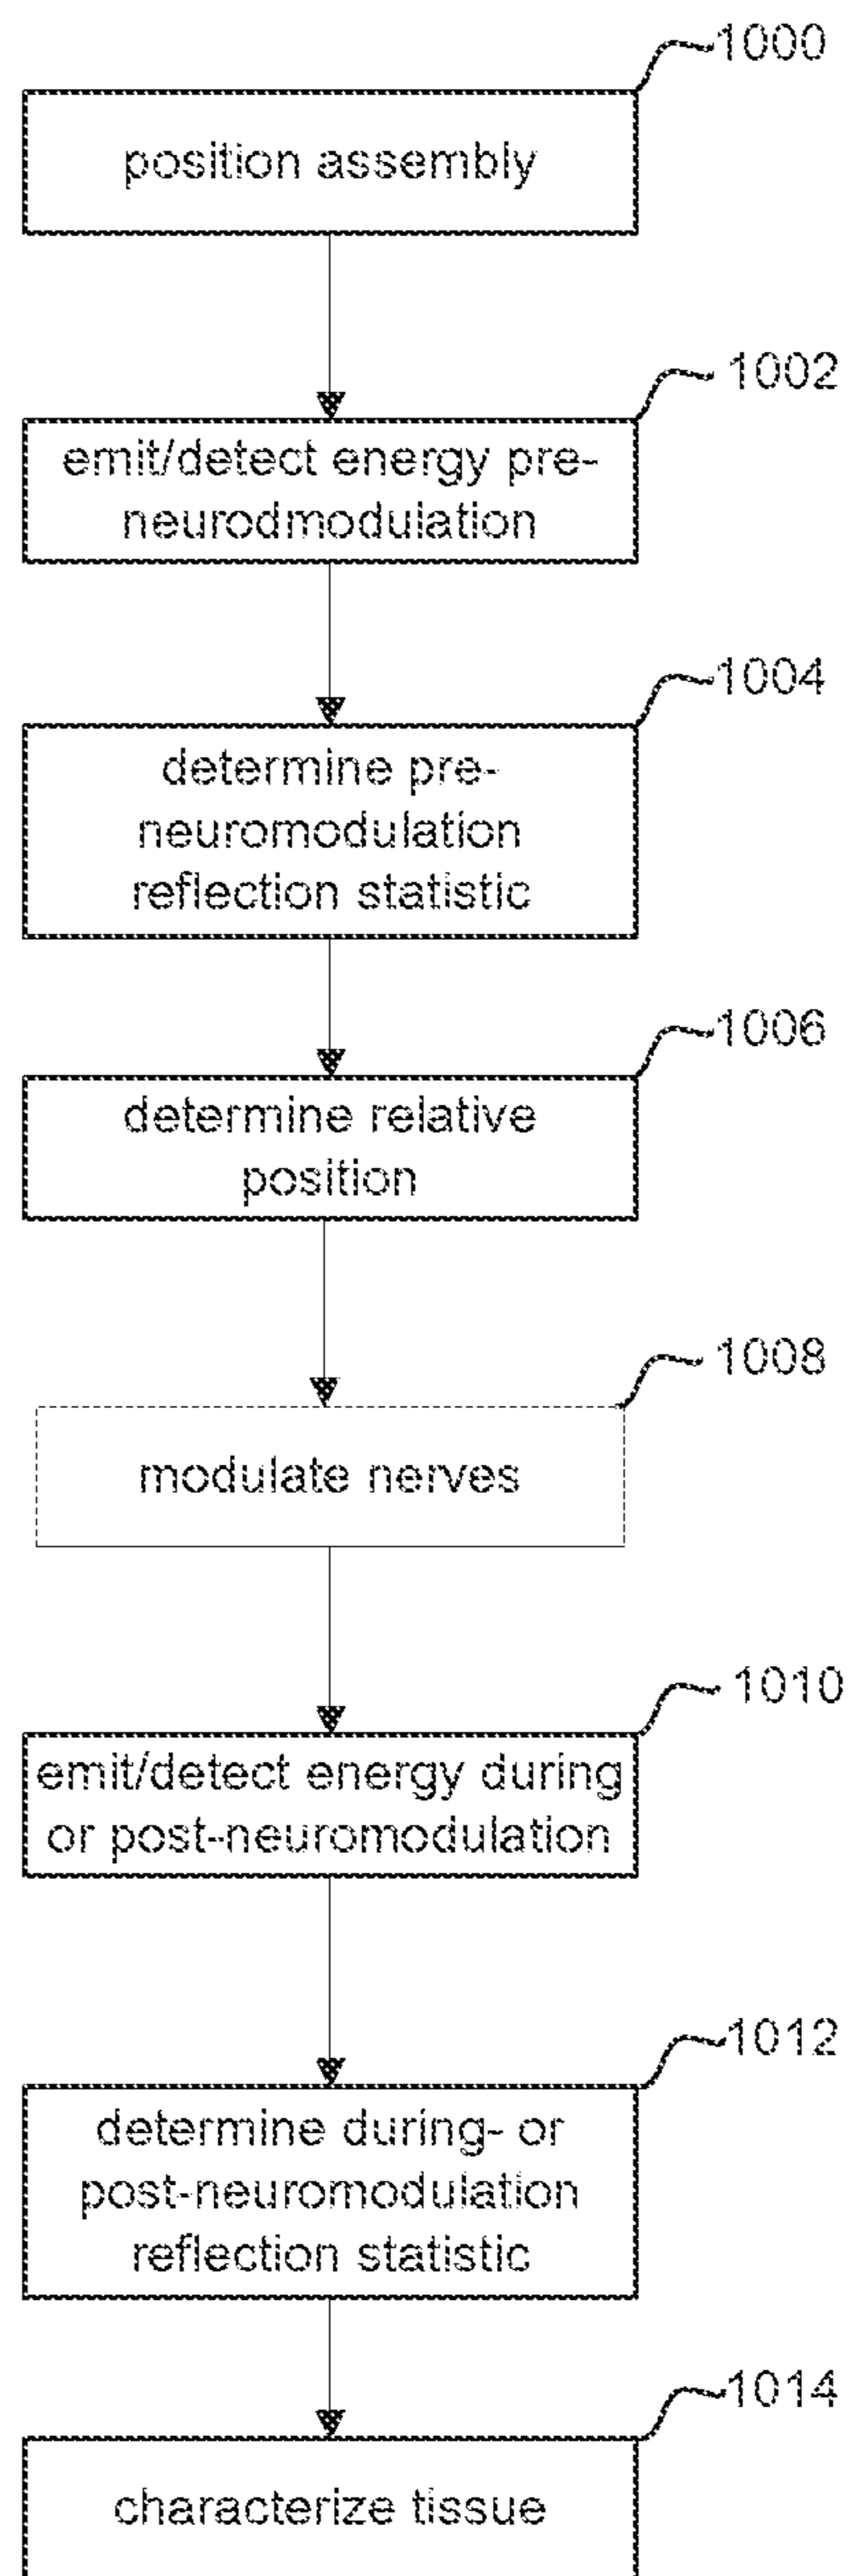 1000
position assembly
1002
emit/detect energy pre-
neurodmodulation
1004
determine pre-
neuromodulation
reflection statistic
1006
determine relative
position
1008
modulate nerves
1010
emit/detect energy during
or post-neuromodulation
1012
determine during- or
post-neuromodulation
reflection statistic
1014
characterize tissue